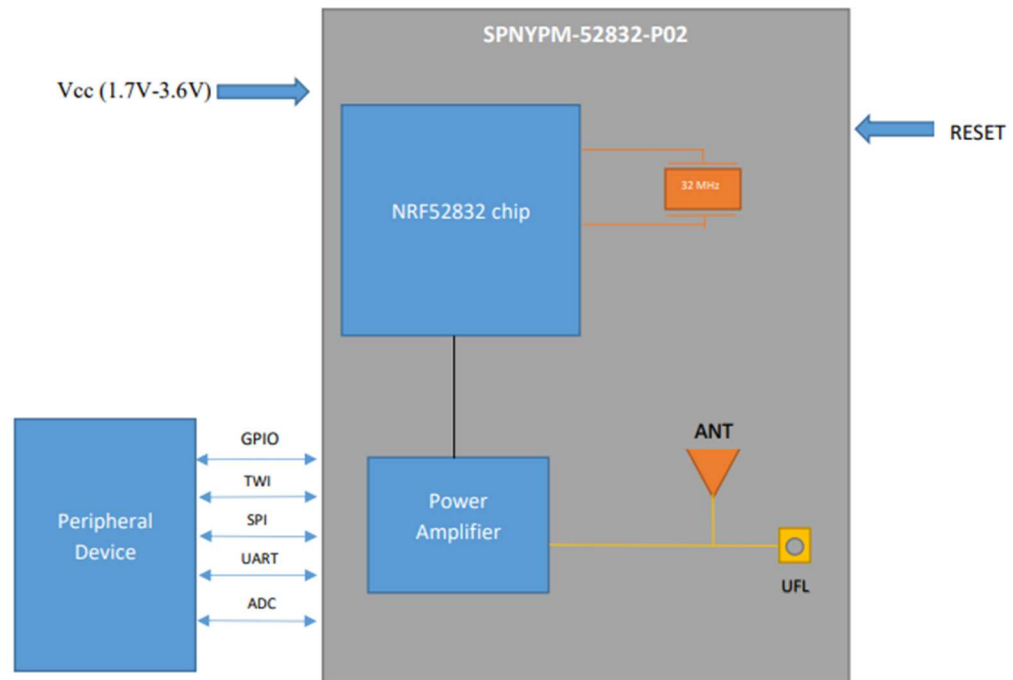 SPNYPM-52832-P02
Vcc (1.7V-3.6V)
RESET
32 MHz
NRF52832 chip
ANT
GPIO
TWI
SPI
UART
ADC
Peripheral
Device
Power
Amplifier
UFL